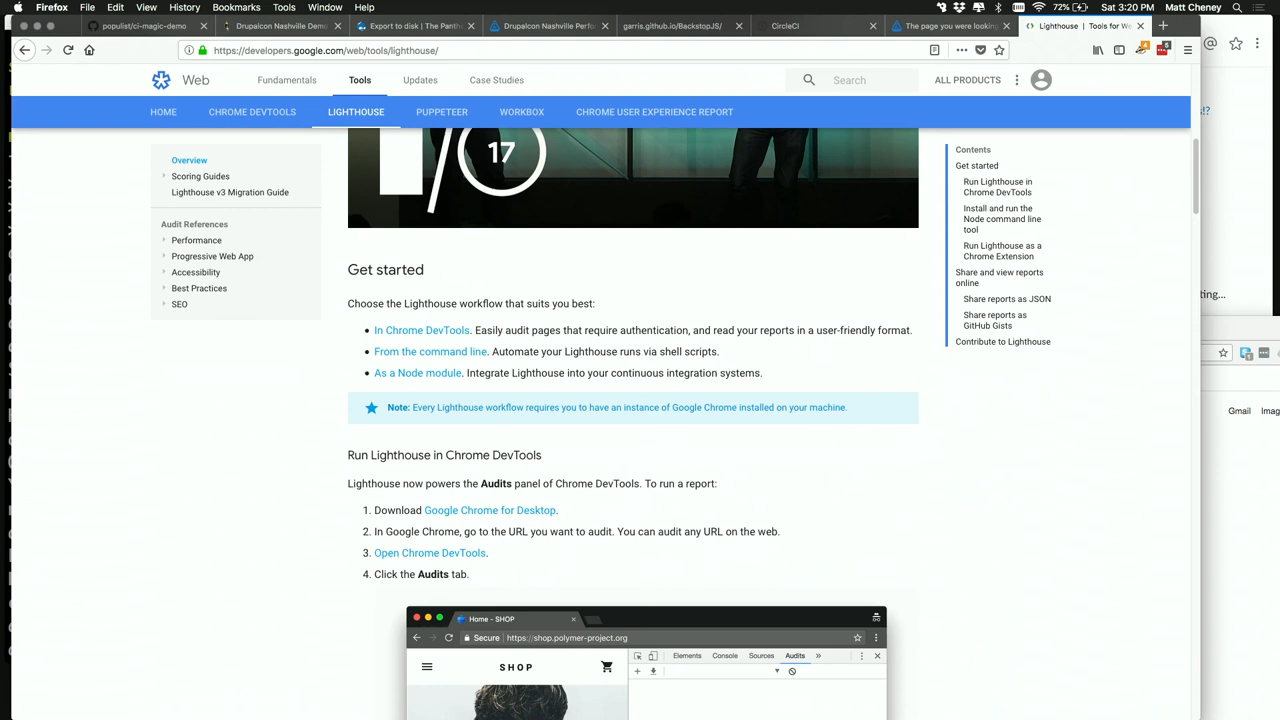 Firefox File Edit View History Bookmarks Tools Window Help 72% Sat 3:20 PM Matt Cheney
populist/ci-magic-demo Drupalcon Nashville Demo Export to disk | The Panth Drupalcon Nashville Perf garris.github.io/BackstopJS/ CircleCI The page you were looking Lighthouse | Tools for We
https://developers.google.com/web/tools/lighthouse/
Web Fundamentals Tools Updates Case Studies Search ALL PRODUCTS
HOME CHROME DEVTOOLS LIGHTHOUSE PUPPETEER WORKBOX CHROME USER EXPERIENCE REPORT
s!?
17
Overview
Scoring Guides
Lighthouse v3 Migration Guide
Audit References
Performance
Progressive Web App
Accessibility
Best Practices
SEO
Get started
Choose the Lighthouse workflow that suits you best:
• In Chrome DevTools. Easily audit pages that require authentication, and read your reports in a user-friendly format.
• From the command line. Automate your Lighthouse runs via shell scripts.
• As a Node module. Integrate Lighthouse into your continuous integration systems.
Note: Every Lighthouse workflow requires you to have an instance of Google Chrome installed on your machine.
Run Lighthouse in Chrome DevTools
Lighthouse now powers the Audits panel of Chrome DevTools. To run a report:
1. Download Google Chrome for Desktop.
2. In Google Chrome, go to the URL you want to audit. You can audit any URL on the web.
3. Open Chrome DevTools.
4. Click the Audits tab.
Home - SHOP
Secure https://shop.polymer-project.org
SHOP
Elements Console Sources Audits »
Contents
Get started
Run Lighthouse in
Chrome DevTools
Install and run the
Node command line
tool
Run Lighthouse as a
Chrome Extension
Share and view reports
online
Share reports as JSON
Share reports as
GitHub Gists
Contribute to Lighthouse
ting...
Gmail Imag